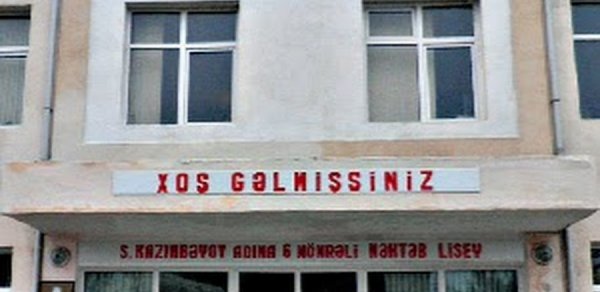 XOŞ GƏLMİŞSİNİZ
S. KAZIMBƏYOV ADINA 6 NÖMRƏLİ MƏKTƏB LİSEY